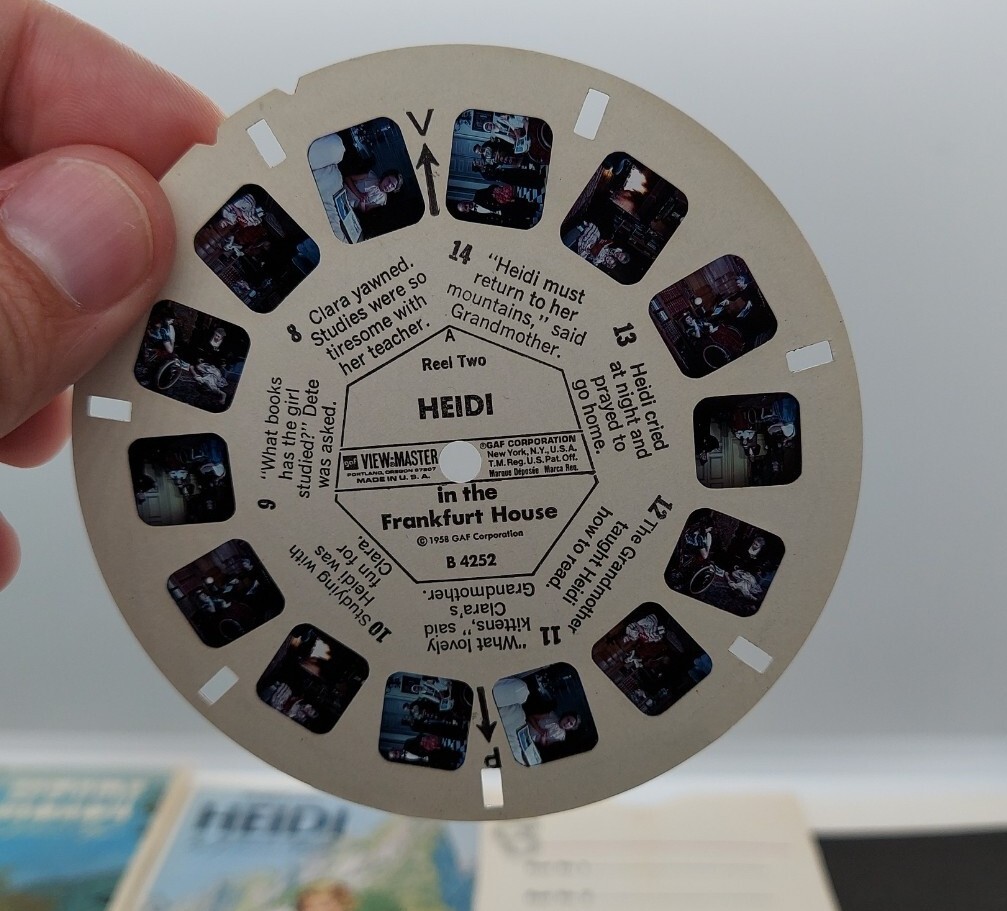 V
A
Reel Two
HEIDI
gaf VIEW-MASTER
PORTLAND, OREGON 97207
MADE IN U. S. A.
©GAF CORPORATION
New York, N.Y., U.S.A.
T.M. Reg. U.S. Pat. Off.
Marque Déposée Marca Reg.
in the
Frankfurt House
© 1958 GAF Corporation
B 4252
8 Clara yawned.
Studies were so
tiresome with
her teacher.
9 "What books
has the girl
studied?" Dete
was asked.
10 Studying with
Heidi was
fun for
Clara.
11 "What lovely
kittens," said
Clara's
Grandmother.
12 The Grandmother
taught Heidi
how to read.
13 Heidi cried
at night and
prayed to
go home.
14 "Heidi must
return to her
mountains," said
Grandmother.
P
HEIDI